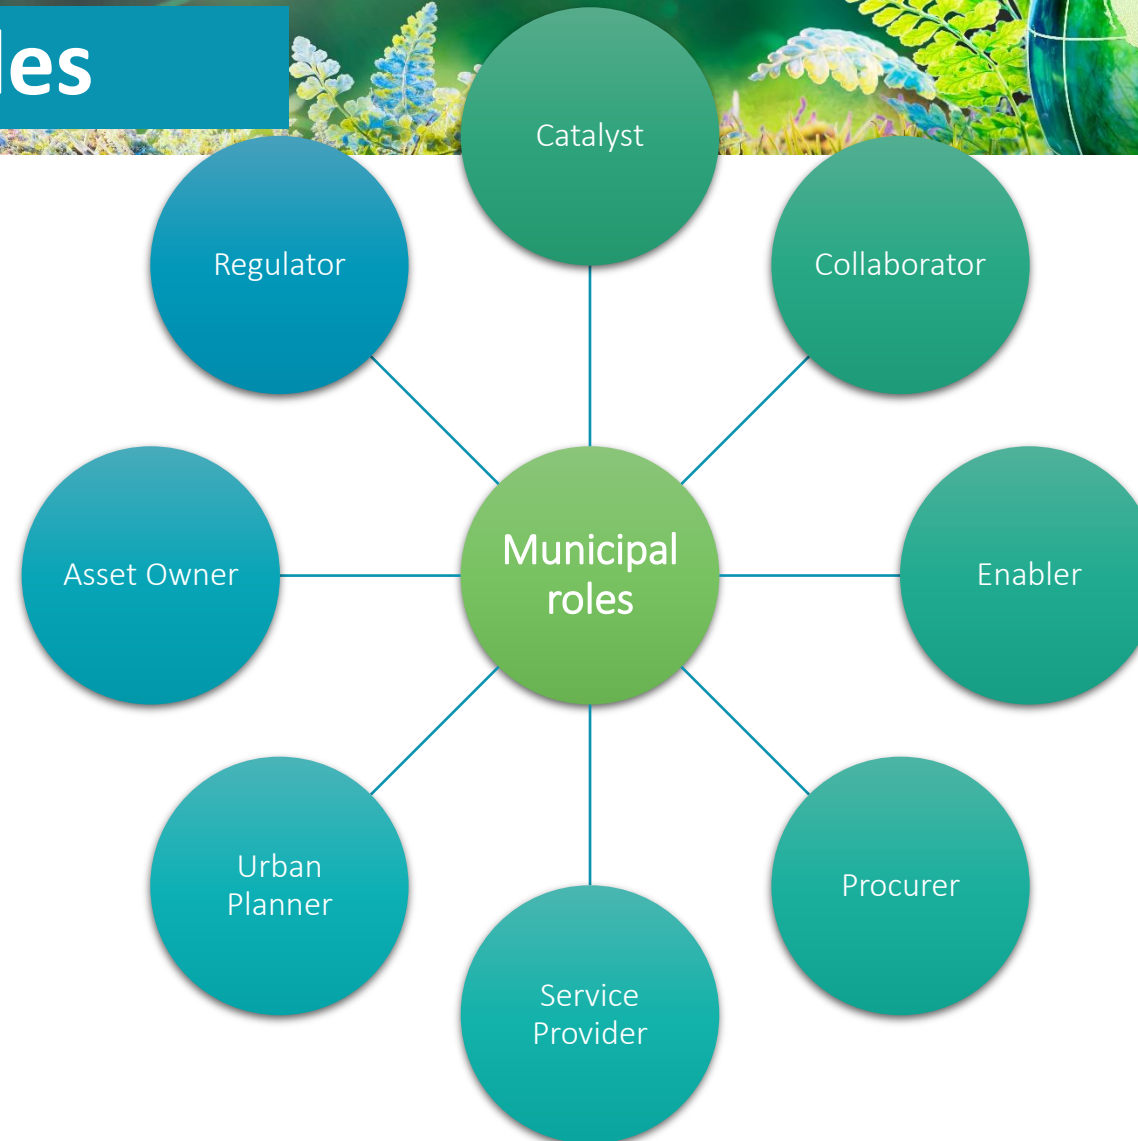 les
Catalyst
Regulator
Collaborator
Municipal
roles
Asset Owner
Enabler
Urban
Planner
Procurer
Service
Provider